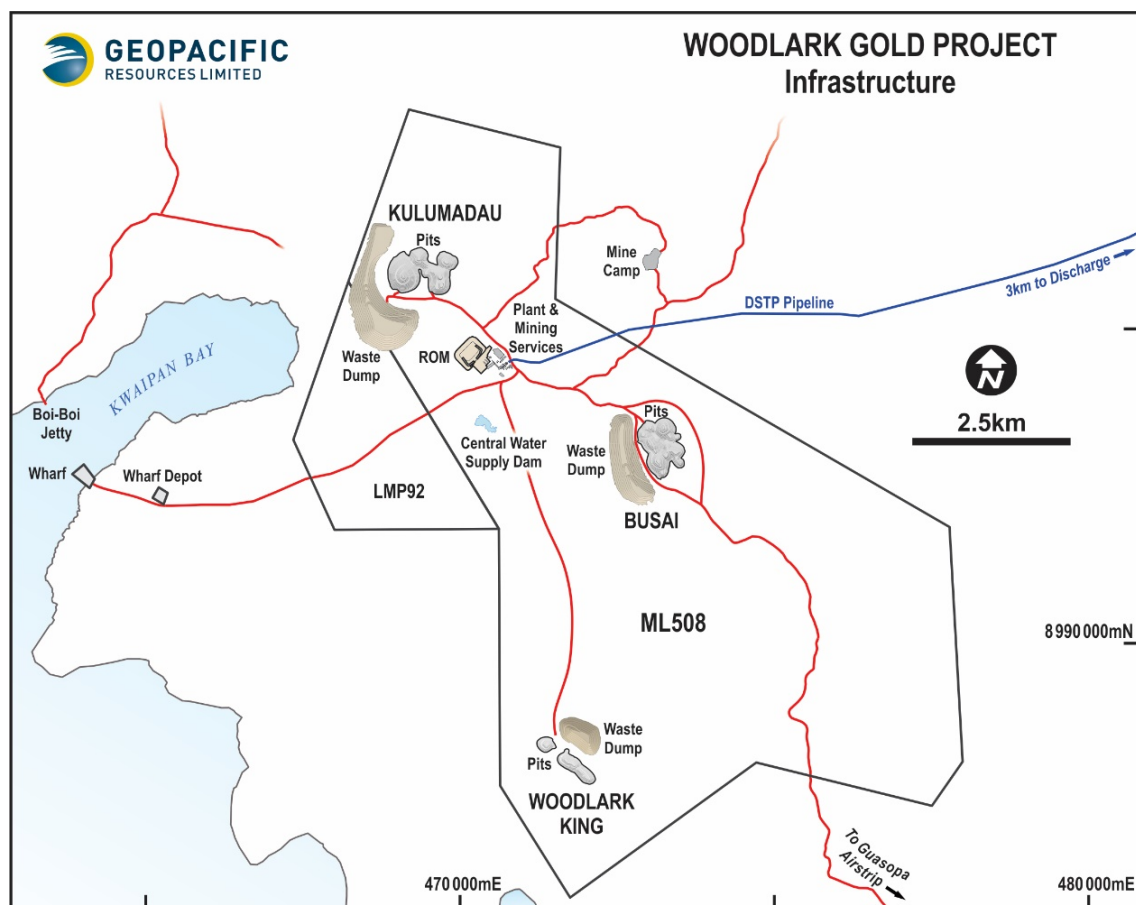 GEOPACIFIC
RESOURCES LIMITED
WOODLARK GOLD PROJECT
Infrastructure
KULUMADAU
Pits
Mine
Camp
3km to Discharge
DSTP Pipeline
Plant &
Mining
Services
ROM
Waste
Dump
KWAIPAN BAY
N
2.5km
Boi-Boi
Jetty
Pits
Central Water
Supply Dam
Waste
Dump
Wharf
Wharf Depot
LMP92
BUSAI
ML508
8 990 000mN
Waste
Dump
Pits
WOODLARK
KING
To Guasopa
Airstrip
470 000mE
480 000mE